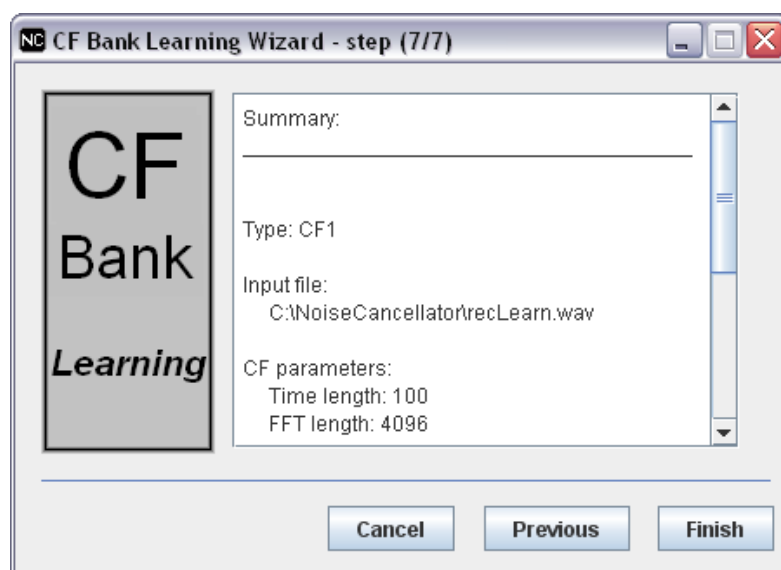 NC CF Bank Learning Wizard - step (7/7)
CF
Bank
Learning
Summary:
Type: CF1
Input file:
C:\NoiseCancellator\recLearn.wav
CF parameters:
Time length: 100
FFT length: 4096
Cancel Previous Finish